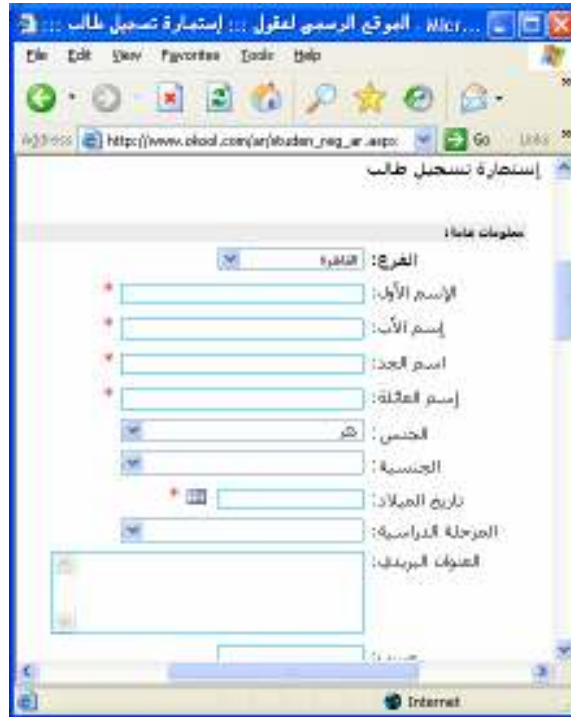 الموقع الرسمي لعقول ::: إستمارة تسجيل طالب ::: - Micr...
File Edit View Favorites Tools Help
Address http://www.okool.com/ar/studen_reg_ar.aspx Go Links
إستمارة تسجيل طالب
معلومات عامة:
الفرع: القاهرة
الإسم الأول: *
إسم الأب: *
اسم الجد: *
إسم العائلة: *
الجنس: ذكر
الجنسية:
تاريخ الميلاد: *
المرحلة الدراسية:
العنوان البريدي:
Internet